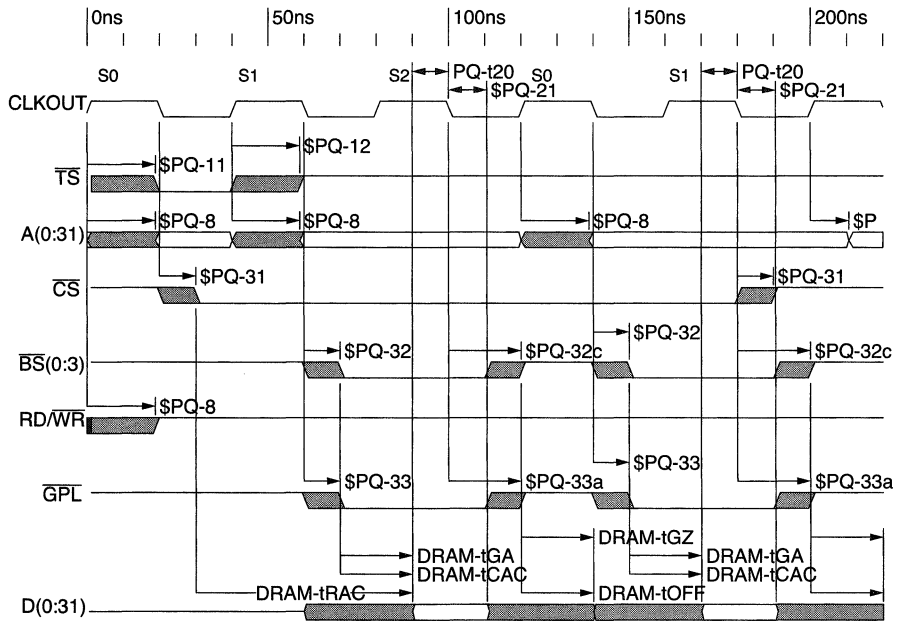 0ns 50ns 100ns 150ns 200ns
S0 S1 S2 PQ-t20 S0 S1 PQ-t20
$PQ-21 $PQ-21
CLKOUT
$PQ-12
$PQ-11
TS
$PQ-8 $PQ-8 $PQ-8 $P
A(0:31)
$PQ-31 $PQ-31
CS
$PQ-32
$PQ-32 $PQ-32c $PQ-32c
BS(0:3)
$PQ-8
RD/WR
$PQ-33
$PQ-33 $PQ-33a $PQ-33a
GPL
DRAM-tGZ
DRAM-tGA DRAM-tGA
DRAM-tCAC DRAM-tCAC
DRAM-tRAC DRAM-tOFF
D(0:31)